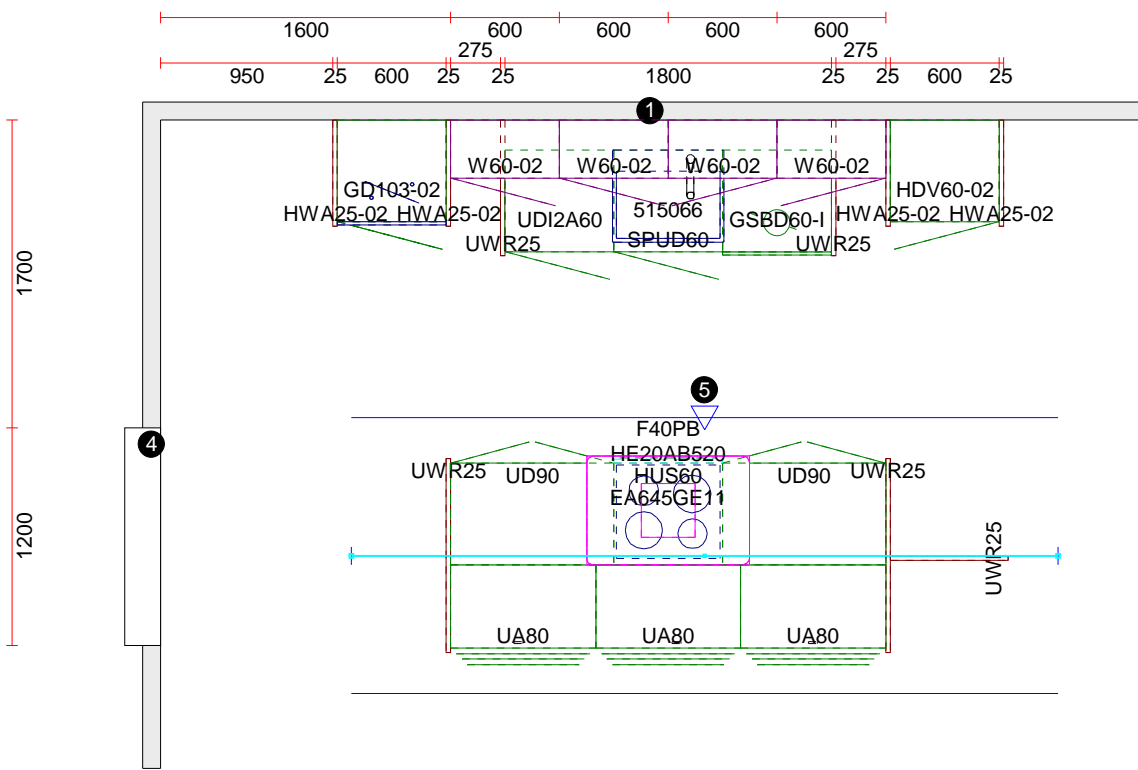 1600 600 600 600 600
275 275
950 25 600 25 25 1800 25 25 600 25
1
W60-02 W60-02 W60-02 W60-02
GD103-02 HDV60-02
HWA25-02 HWA25-02 515066 HWA25-02 HWA25-02
UDI2A60 GSBD60-I
UWR25 SPUD60 UWR25
1700
5
F40PB
4
HE20AB520
UWR25 UD90 HUS60 UD90 UWR25
EA645GE11
1200
UWR25
UA80 UA80 UA80